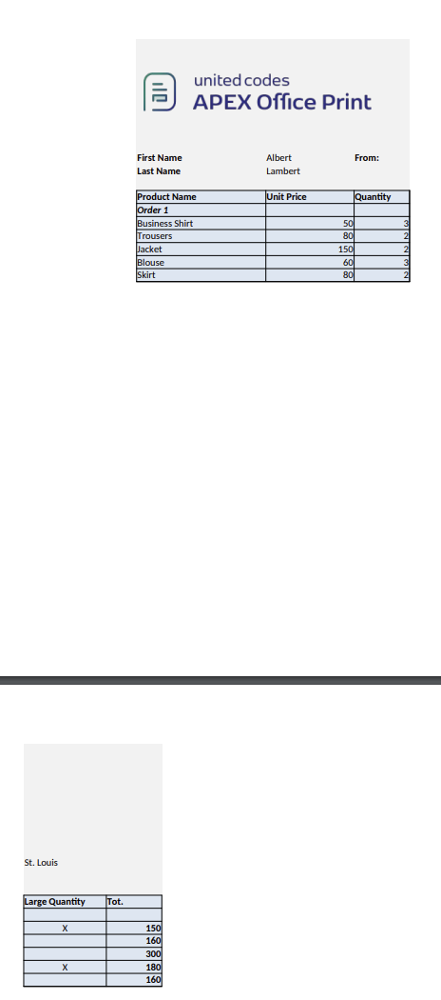 united codes
APEX Office Print
First Name Albert From:
Last Name Lambert
Product Name Unit Price Quantity
Order 1
Business Shirt 50 3
Trousers 80 2
Jacket 150 2
Blouse 60 3
Skirt 80 2
St. Louis
Large Quantity Tot.
X 150
160
300
X 180
160